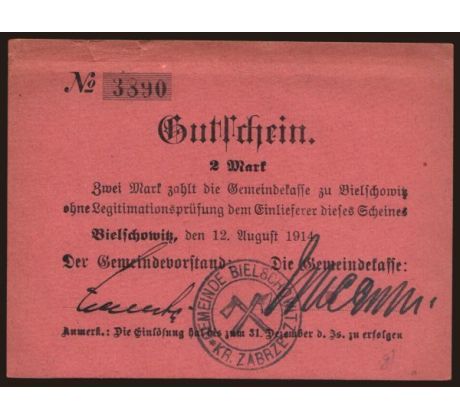 № 3890
Gutschein.
2 Mark
Zwei Mark zahlt die Gemeindekasse zu Bielschowitz
ohne Legitimationsprüfung dem Einlieferer dieses Scheines
Bielschowitz, den 12. August 1914
Der Gemeindevorstand: Die Gemeindekasse:
GEMEINDE BIELSCHOWITZ
KR. ZABRZE
Anmerk.: Die Einlösung hat bis zum 31. Dezember d. Js. zu erfolgen